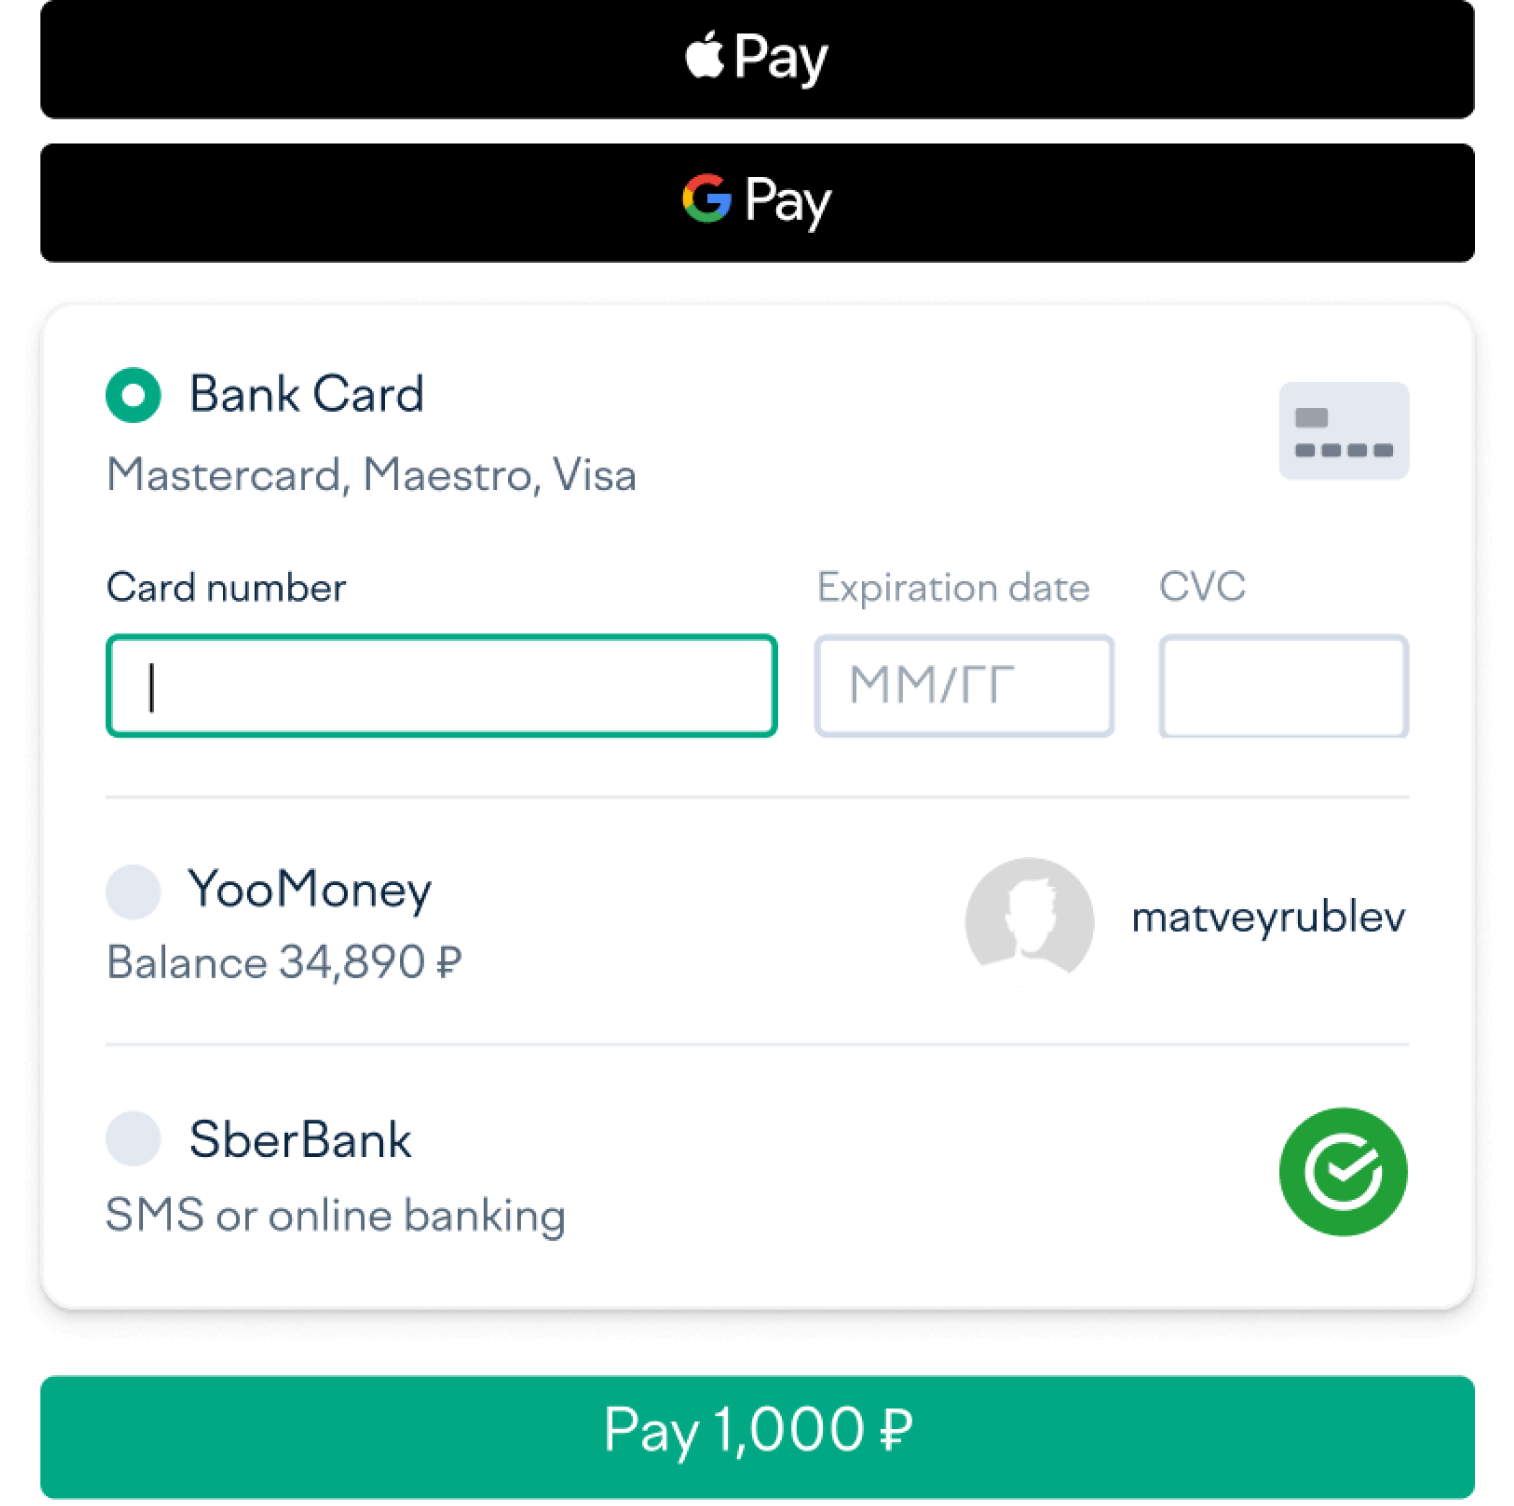 Pay
G Pay
Bank Card
Mastercard, Maestro, Visa
Card number
Expiration date
CVC
ММ/ГГ
YooMoney
matveyrublev
Balance 34,890 ₽
SberBank
SMS or online banking
Pay 1,000 ₽